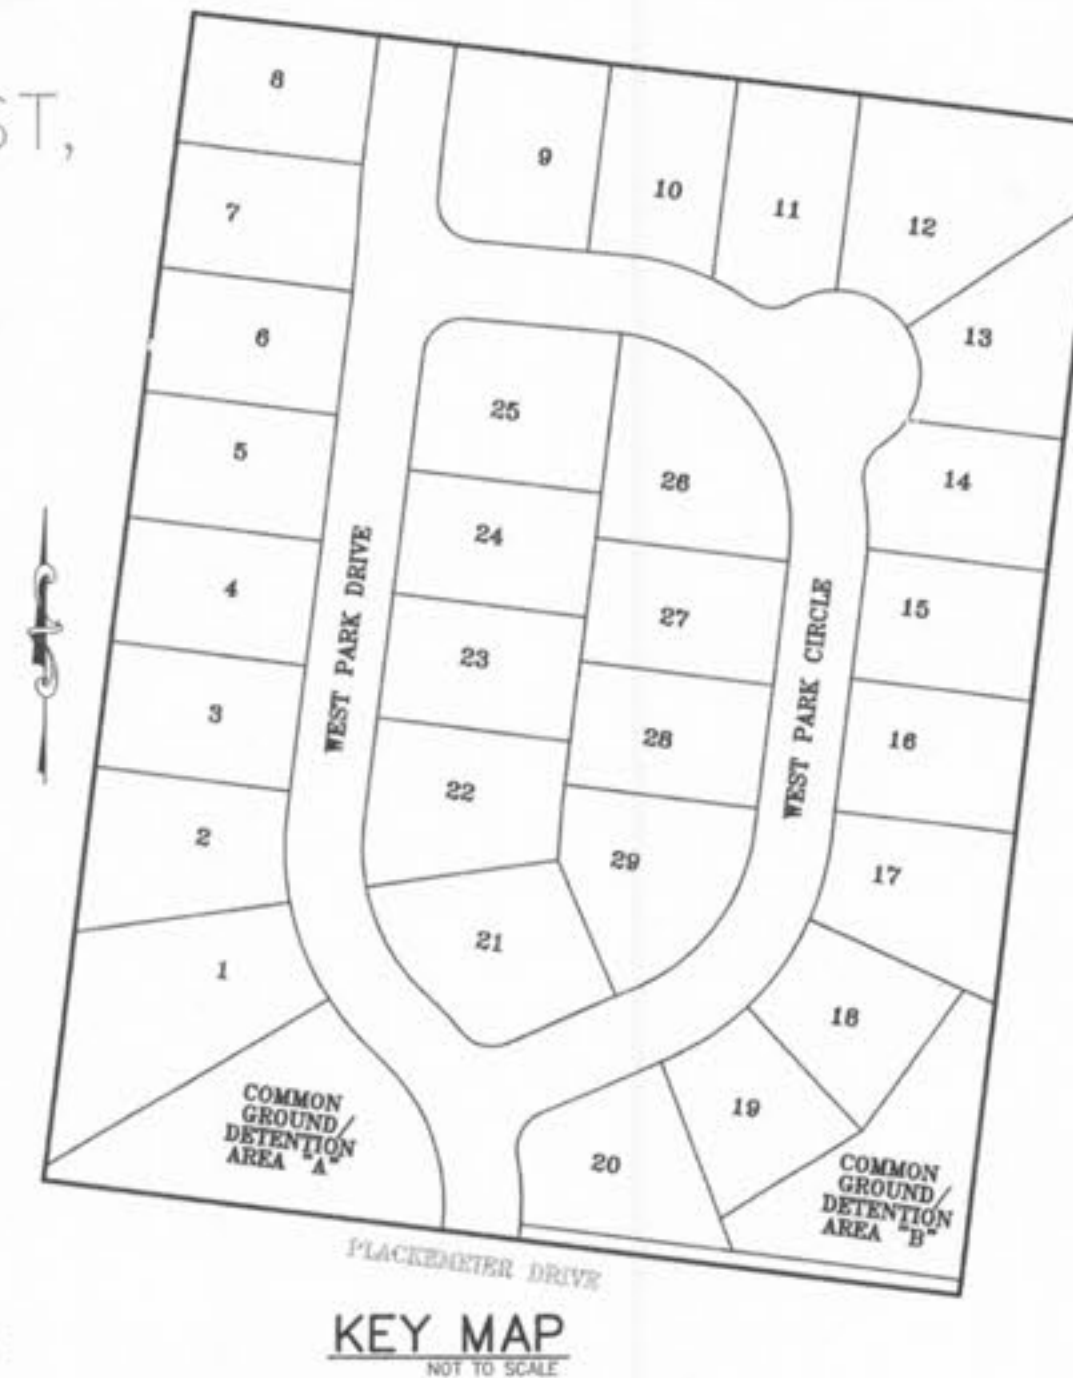 ST,
8
9
10
11
12
7
6
13
25
5
26
14
24
4
27
15
23
3
28
16
22
2
29
17
21
1
18
19
20
WEST PARK DRIVE
WEST PARK CIRCLE
COMMON
GROUND/
DETENTION
AREA "A"
COMMON
GROUND/
DETENTION
AREA "B"
PLACKEMEIER DRIVE
KEY MAP
NOT TO SCALE